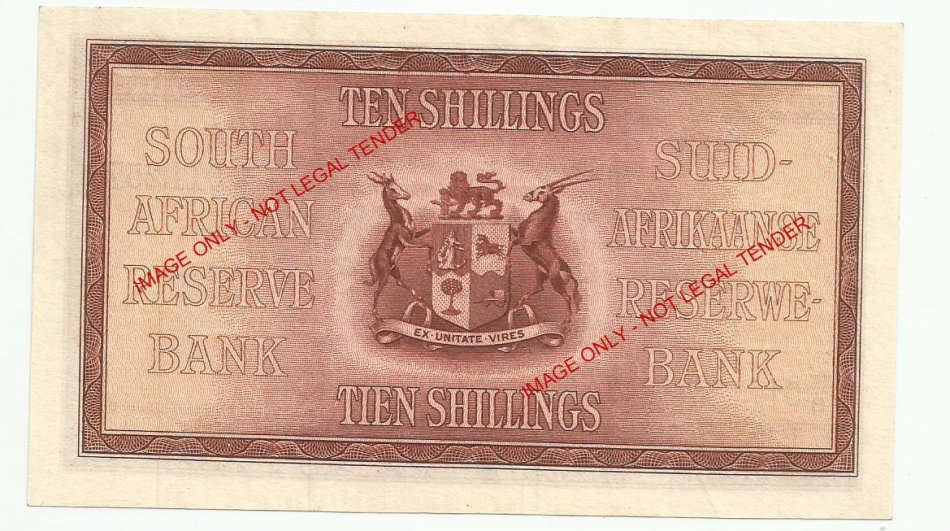 TEN SHILLINGS
SOUTH
AFRICAN
RESERVE
BANK
SUID-
AFRIKAANSE
RESERWE-
BANK
EX·UNITATE·VIRES
TIEN SHILLINGS
IMAGE ONLY - NOT LEGAL TENDER
IMAGE ONLY - NOT LEGAL TENDER